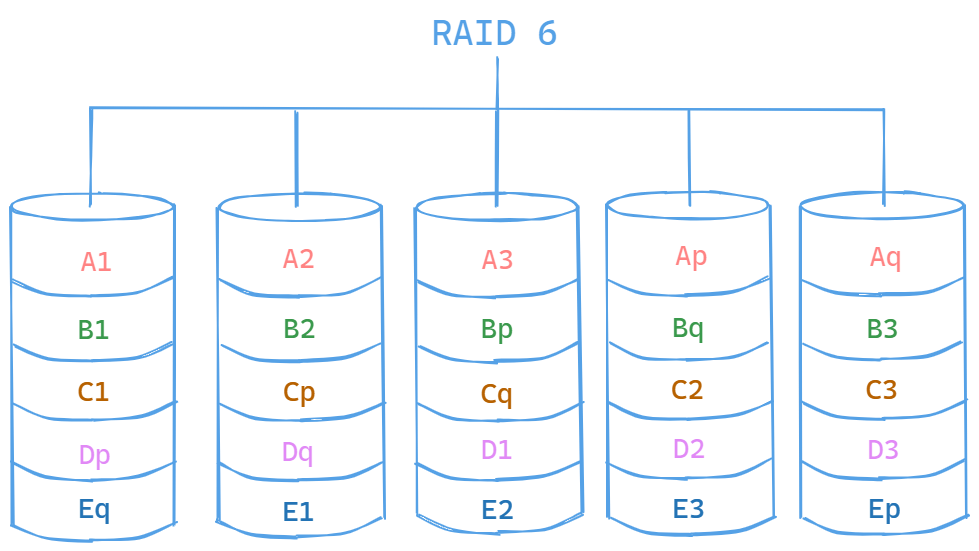 RAID 6
A1 A2 A3 Ap Aq
B1 B2 Bp Bq B3
C1 Cp Cq C2 C3
Dp Dq D1 D2 D3
Eq E1 E2 E3 Ep